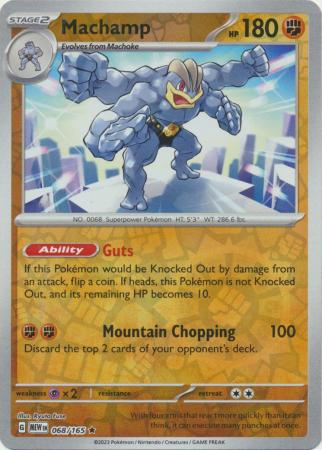 STAGE2
Machamp
HP 180
Evolves from Machoke
NO. 0068 Superpower Pokémon HT: 5'3" WT: 286.6 lbs.
Ability Guts
If this Pokémon would be Knocked Out by damage from
an attack, flip a coin. If heads, this Pokémon is not Knocked
Out, and its remaining HP becomes 10.
Mountain Chopping 100
Discard the top 2 cards of your opponent's deck.
weakness ×2 resistance retreat
Illus. Ryuta Fuse
G MEW EN 068/165 ★
With four arms that react more quickly than it can
think, it can execute many punches at once.
©2023 Pokémon / Nintendo / Creatures / GAME FREAK